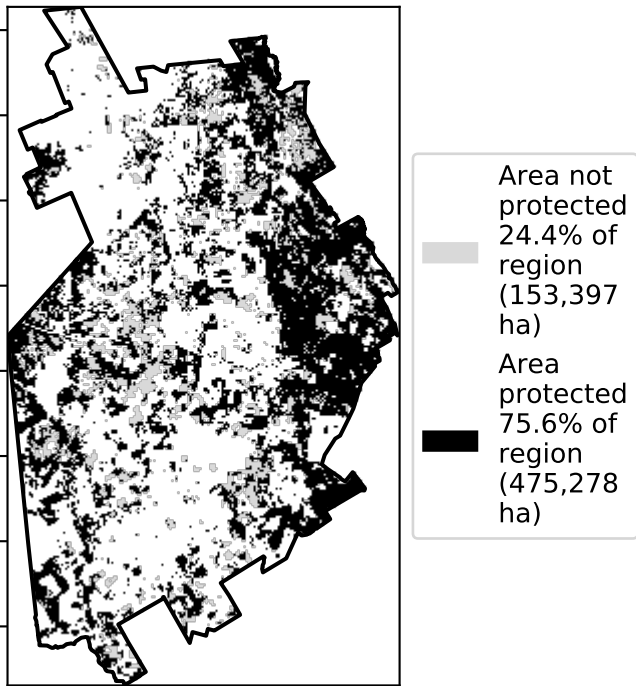 Area not
protected
24.4% of
region
(153,397
ha)
Area
protected
75.6% of
region
(475,278
ha)